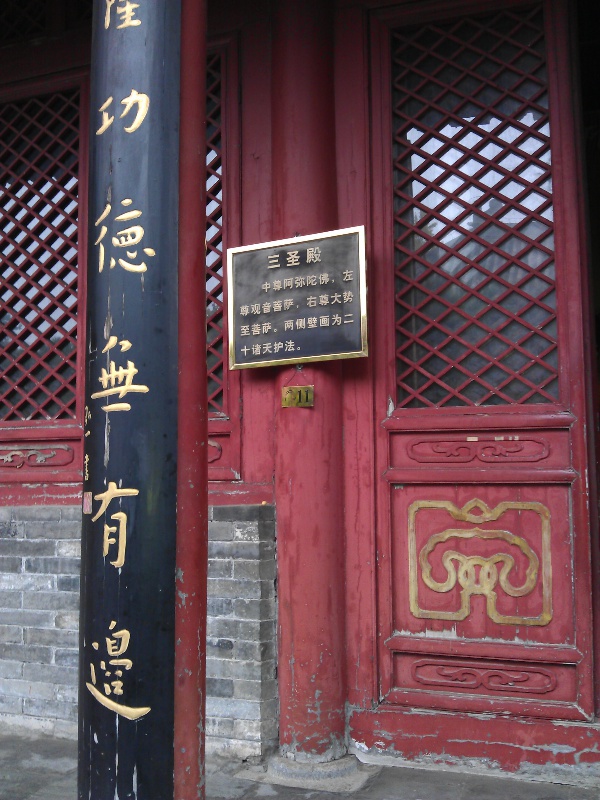 功德無有邊
三圣殿
中尊阿弥陀佛，左
尊观音菩萨，右尊大势
至菩萨。两侧壁画为二
十诸天护法。
11